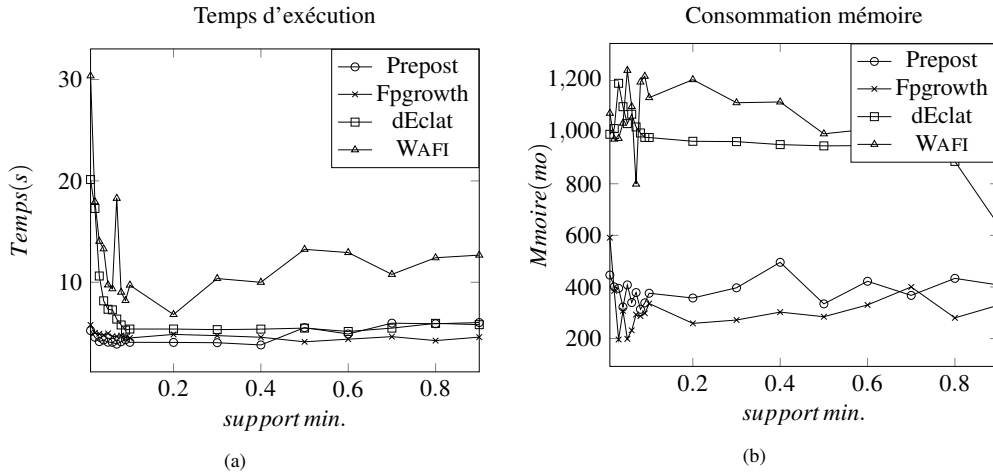 Temps d'exécution
30
20
10
Temps(s)
0.2 0.4 0.6 0.8
support min.
Prepost
Fpgrowth
dEclat
WAFI
(a)
Consommation mémoire
1,200
1,000
800
600
400
200
Mmoire(mo)
0.2 0.4 0.6 0.8
support min.
Prepost
Fpgrowth
dEclat
WAFI
(b)